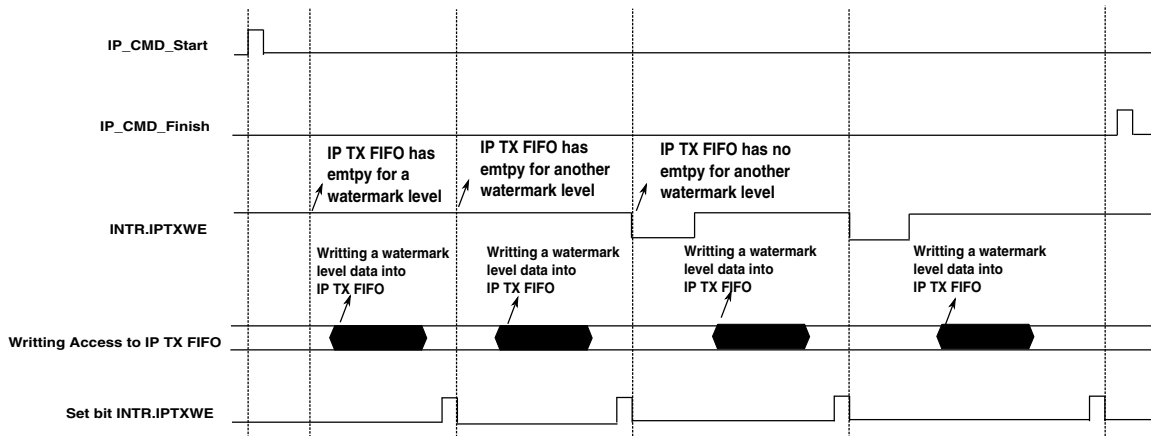 IP_CMD_Start
IP_CMD_Finish
IP TX FIFO has
emtpy for a
watermark level
IP TX FIFO has
emtpy for another
watermark level
IP TX FIFO has no
emtpy for another
watermark level
INTR.IPTXWE
Writting a watermark
level data into
IP TX FIFO
Writting a watermark
level data into
IP TX FIFO
Writting a watermark
level data into
IP TX FIFO
Writting a watermark
level data into
IP TX FIFO
Writting Access to IP TX FIFO
Set bit INTR.IPTXWE